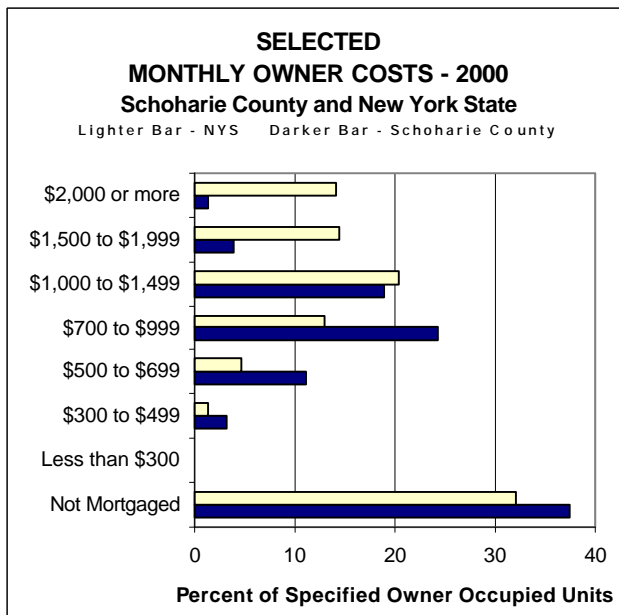 SELECTED
MONTHLY OWNER COSTS - 2000
Schoharie County and New York State
Lighter Bar - NYS Darker Bar - Schoharie County
$2,000 or more
$1,500 to $1,999
$1,000 to $1,499
$700 to $999
$500 to $699
$300 to $499
Less than $300
Not Mortgaged
0 10 20 30 40
Percent of Specified Owner Occupied Units